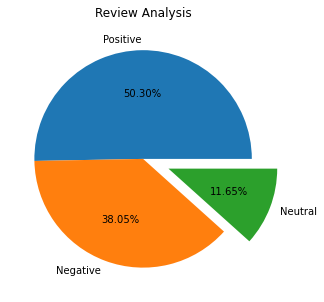 Review Analysis
Positive
50.30%
11.65%
Neutral
38.05%
Negative